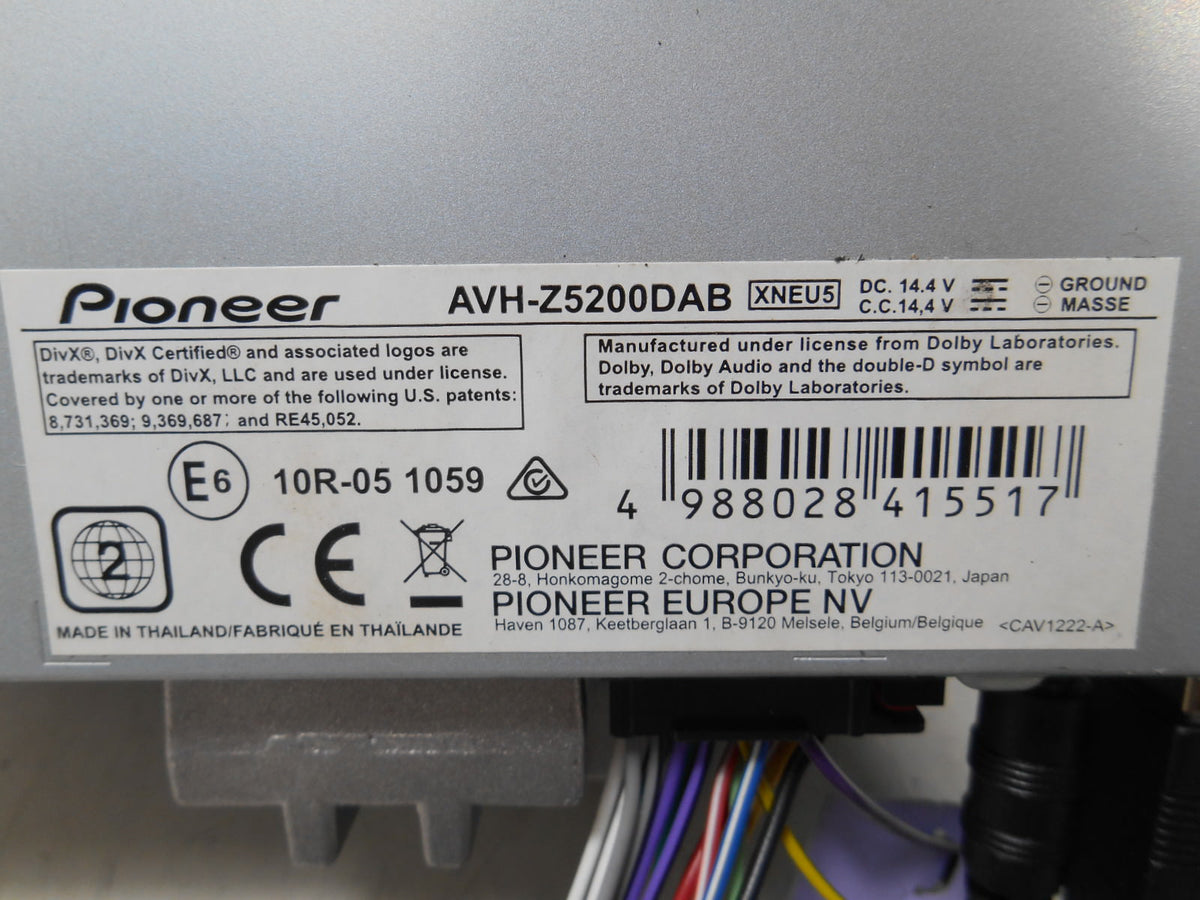 Pioneer AVH-Z5200DAB XNEU5 DC. 14.4 V ⊖ GROUND
C.C.14,4 V ⊖ MASSE
DivX®, DivX Certified® and associated logos are
trademarks of DivX, LLC and are used under license.
Covered by one or more of the following U.S. patents:
8,731,369; 9,369,687; and RE45,052.
Manufactured under license from Dolby Laboratories.
Dolby, Dolby Audio and the double-D symbol are
trademarks of Dolby Laboratories.
E6 10R-05 1059
4 988028 415517
2
CE
PIONEER CORPORATION
28-8, Honkomagome 2-chome, Bunkyo-ku, Tokyo 113-0021, Japan
PIONEER EUROPE NV
Haven 1087, Keetberglaan 1, B-9120 Melsele, Belgium/Belgique <CAV1222-A>
MADE IN THAILAND/FABRIQUÉ EN THAÏLANDE